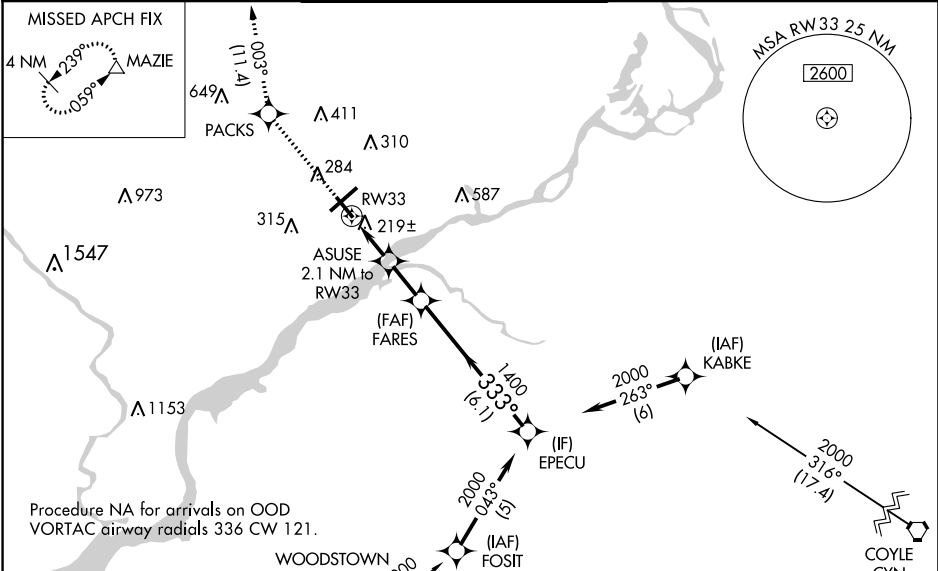 MISSED APCH FIX
4 NM
239°
059°
MAZIE
003°
(11.4)
649
PACKS
411
310
284
RW33
587
973
315
219±
1547
ASUSE
2.1 NM to
RW33
(FAF)
FARES
MSA RW33 25 NM
2600
1400
333°
(6.1)
2000
263°
(6)
(IAF)
KABKE
1153
(IF)
EPECU
2000
316°
(17.4)
2000
043°
(5)
Procedure NA for arrivals on OOD
VORTAC airway radials 336 CW 121.
WOODSTOWN
(IAF)
FOSIT
COYLE